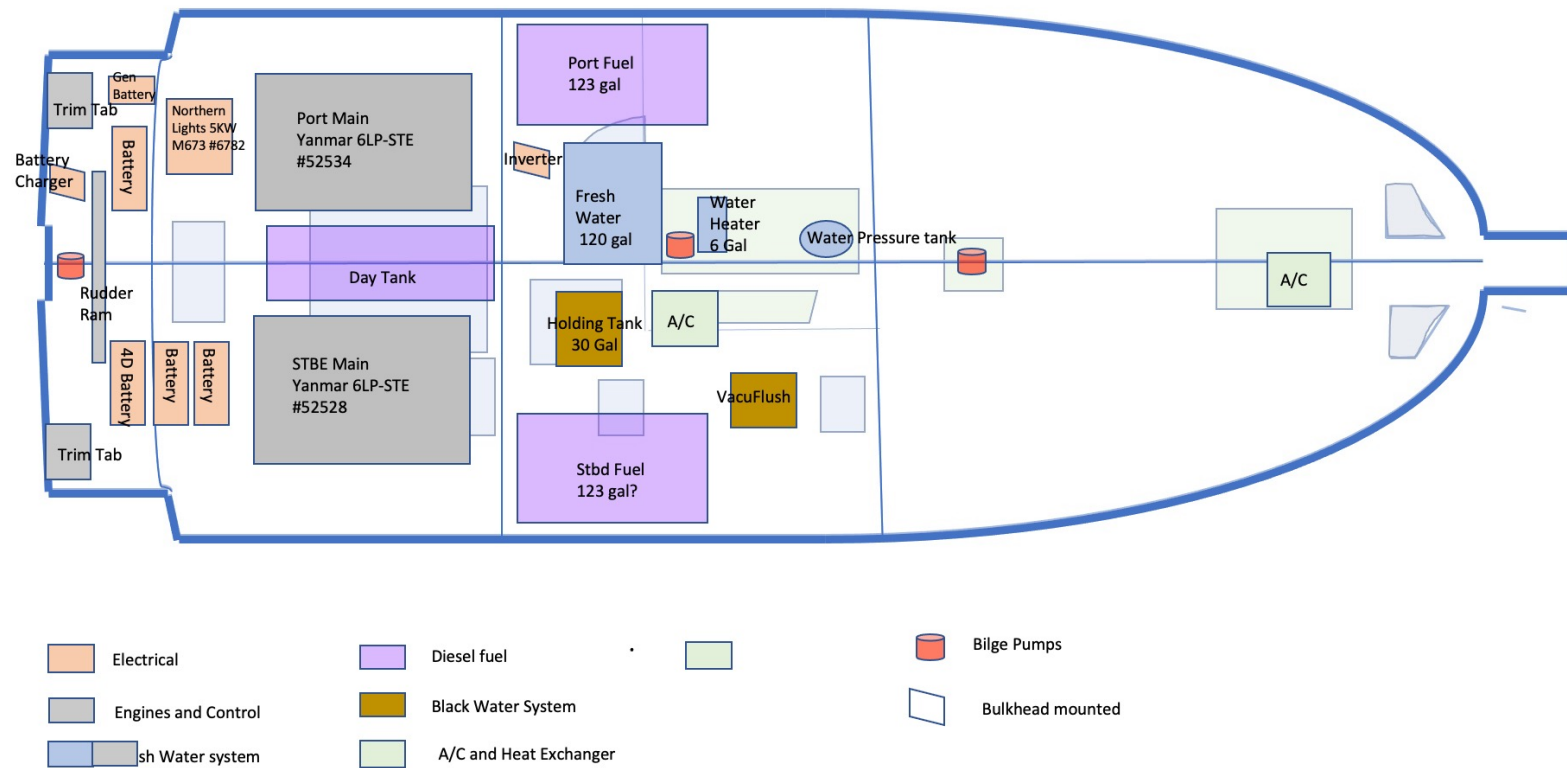 Gen
Battery
Trim Tab
Northern
Lights 5KW
M673 #6782
Battery
Battery
Charger
Rudder
Ram
4D Battery
Battery
Battery
Trim Tab
Port Main
Yanmar 6LP-STE
#52534
Day Tank
STBE Main
Yanmar 6LP-STE
#52528
Port Fuel
123 gal
Inverter
Fresh
Water
120 gal
Water
Heater
6 Gal
Water Pressure tank
Holding Tank
30 Gal
A/C
VacuFlush
Stbd Fuel
123 gal?
A/C
Electrical
Engines and Control
sh Water system
Diesel fuel
Black Water System
A/C and Heat Exchanger
Bilge Pumps
Bulkhead mounted